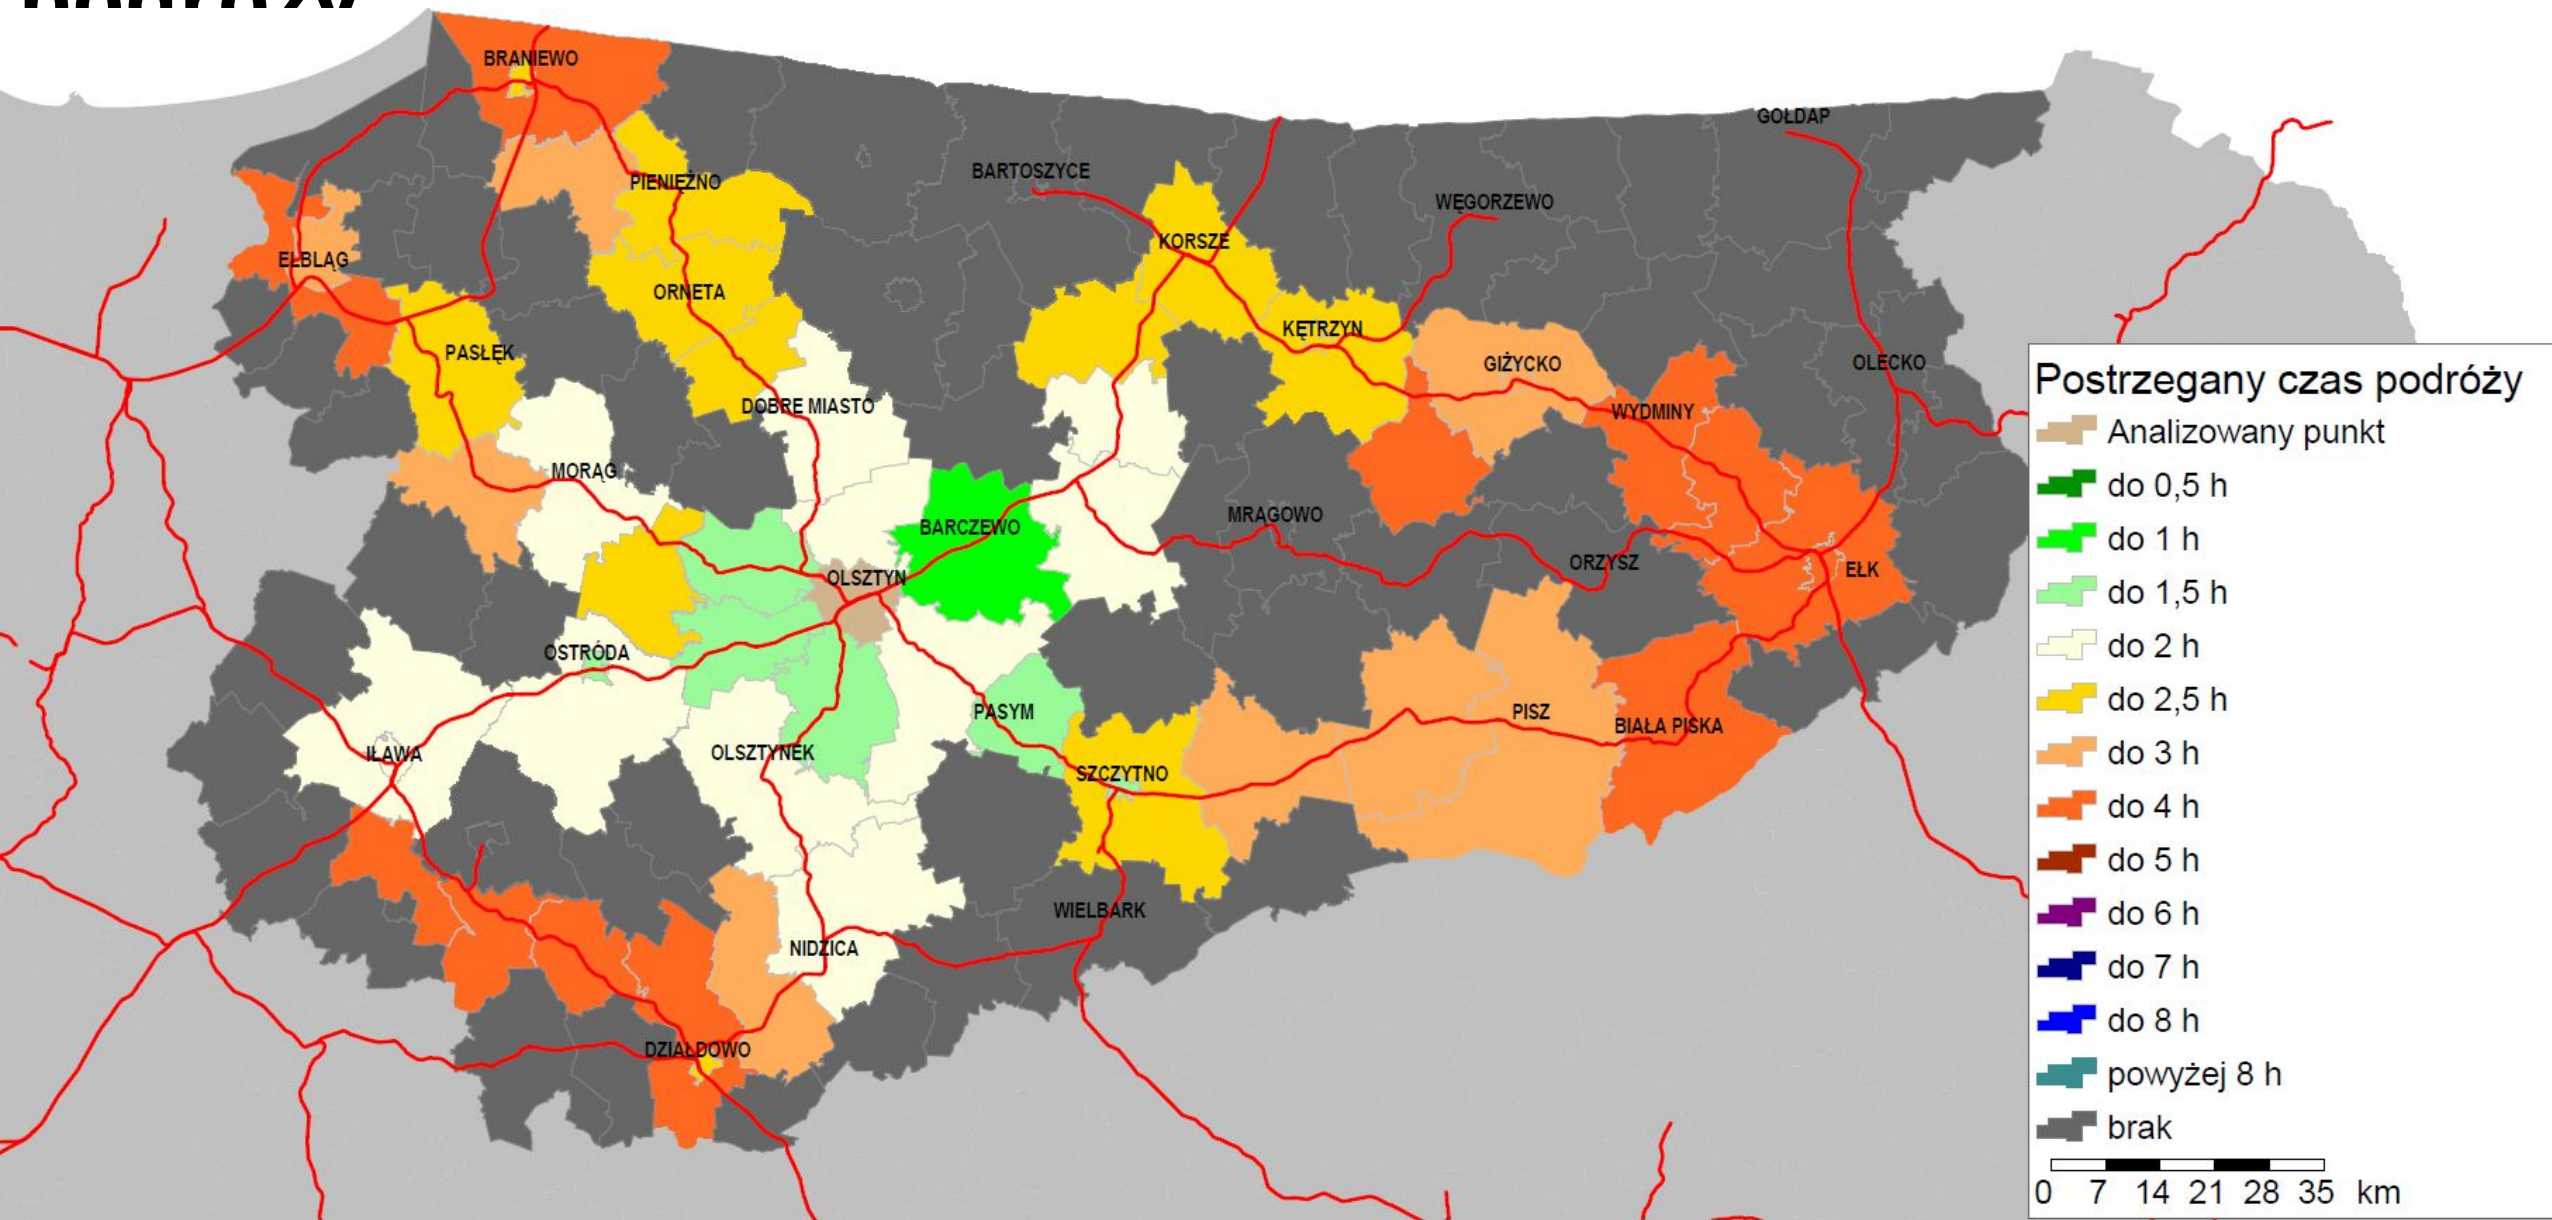 BRANIEWO
GOŁDAP
BARTOSZYCE
PIENIĘŻNO
WĘGORZEWO
KORSZE
ELBLĄG
ORNETA
KĘTRZYN
PASŁĘK
GIŻYCKO
OLECKO
DOBRE MIASTO
WYDMINY
MORĄG
MRĄGOWO
BARCZEWO
ORZYSZ
EŁK
OLSZTYN
OSTRÓDA
PASYM
PISZ
BIAŁA PISKA
IŁAWA
OLSZTYNEK
SZCZYTNO
WIELBARK
NIDZICA
DZIAŁDOWO
Postrzegany czas podróży
Analizowany punkt
do 0,5 h
do 1 h
do 1,5 h
do 2 h
do 2,5 h
do 3 h
do 4 h
do 5 h
do 6 h
do 7 h
do 8 h
powyżej 8 h
brak
0 7 14 21 28 35 km